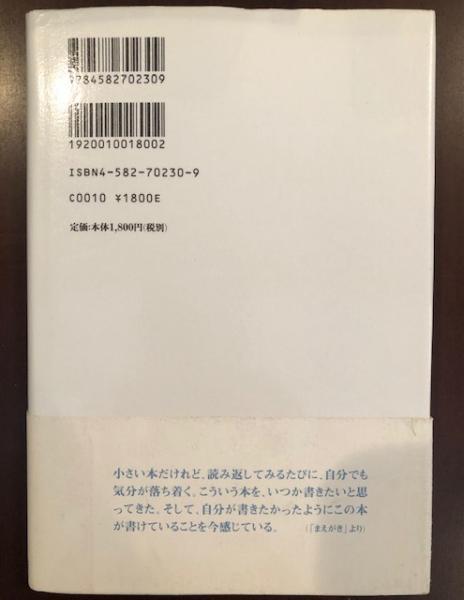 9784582702309
1920010018002
ISBN4-582-70230-9
C0010 ¥1800E
定価:本体1,800円(税別)
小さい本だけれど、読み返してみるたびに、自分でも
気分が落ち着く。こういう本を、いつか書きたいと思
ってきた。そして、自分が書きたかったようにこの本
が書けていることを今感じている。 (「まえがき」より)